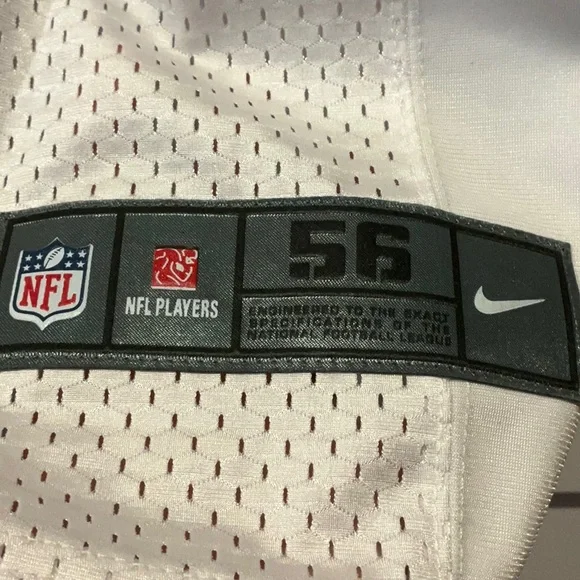 NFL
NFL PLAYERS
56
ENGINEERED TO THE EXACT
SPECIFICATIONS OF THE
NATIONAL FOOTBALL LEAGUE